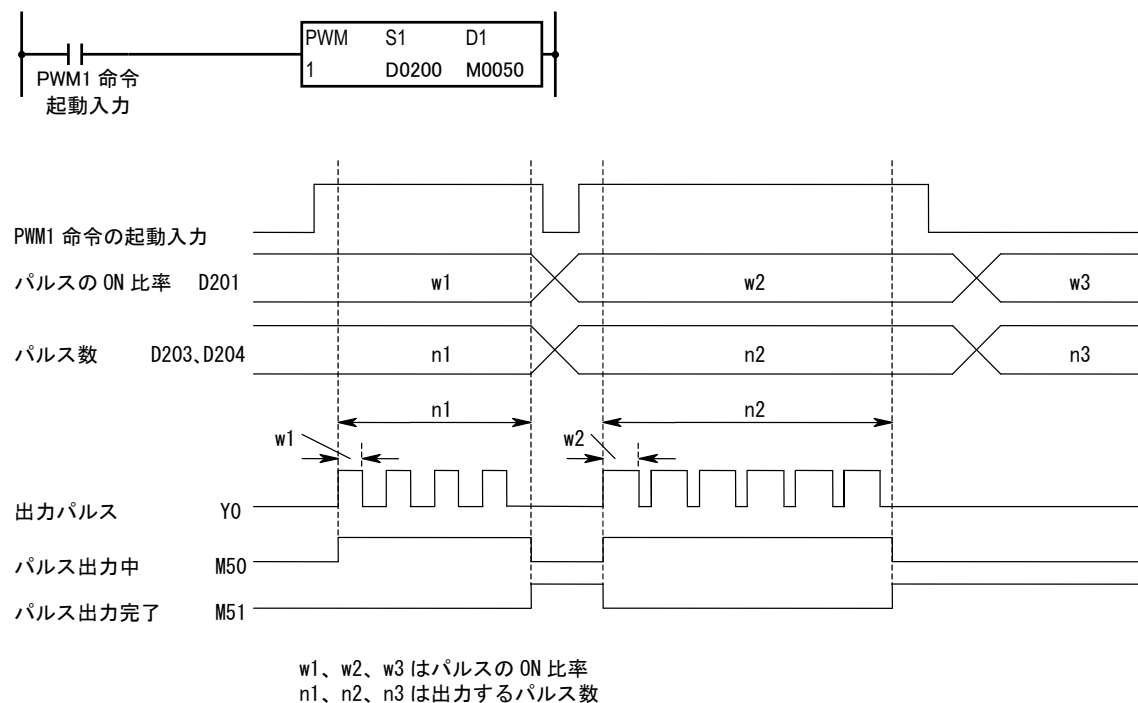 PWM S1 D1
1 D0200 M0050
PWM1 命令
起動入力
PWM1 命令の起動入力
パルスの ON 比率 D201 w1 w2 w3
パルス数 D203、D204 n1 n2 n3
n1 n2
w1 w2
出力パルス Y0
パルス出力中 M50
パルス出力完了 M51
w1、w2、w3 はパルスの ON 比率
n1、n2、n3 は出力するパルス数